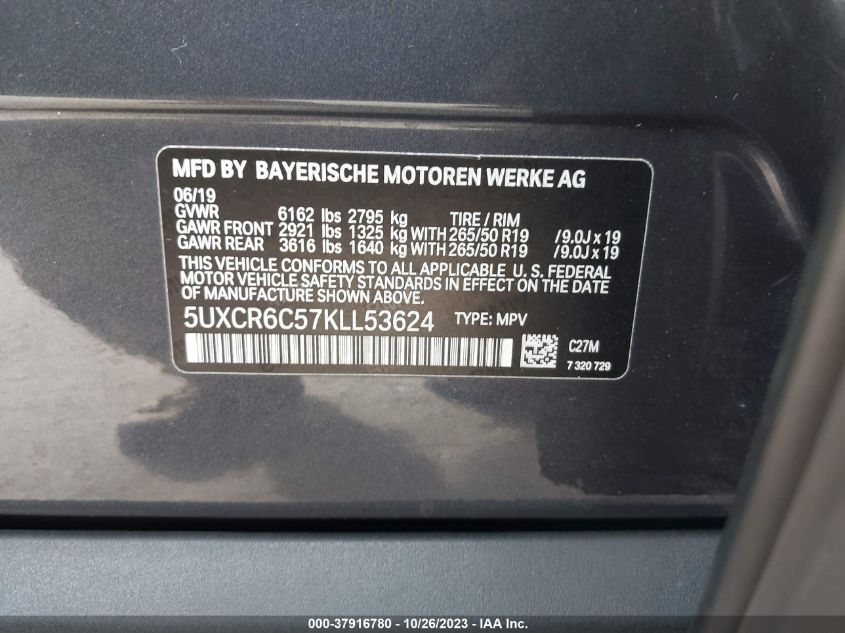 MFD BY BAYERISCHE MOTOREN WERKE AG
06/19
GVWR 6162 lbs 2795 kg TIRE / RIM
GAWR FRONT 2921 lbs 1325 kg WITH 265/50 R19 /9.0J x 19
GAWR REAR 3616 lbs 1640 kg WITH 265/50 R19 /9.0J x 19
THIS VEHICLE CONFORMS TO ALL APPLICABLE U. S. FEDERAL
MOTOR VEHICLE SAFETY STANDARDS IN EFFECT ON THE DATE
OF MANUFACTURE SHOWN ABOVE.
5UXCR6C57KLL53624 TYPE: MPV
C27M
7 320 729
000-37916780 - 10/26/2023 - IAA Inc.